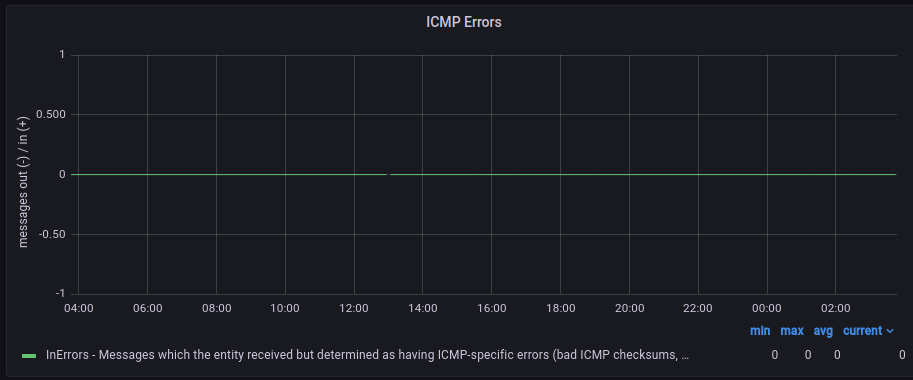 ICMP Errors
messages out (-) / in (+)
1
0.500
0
-0.50
-1
04:00 06:00 08:00 10:00 12:00 14:00 16:00 18:00 20:00 22:00 00:00 02:00
min max avg current
InErrors - Messages which the entity received but determined as having ICMP-specific errors (bad ICMP checksums, ... 0 0 0 0